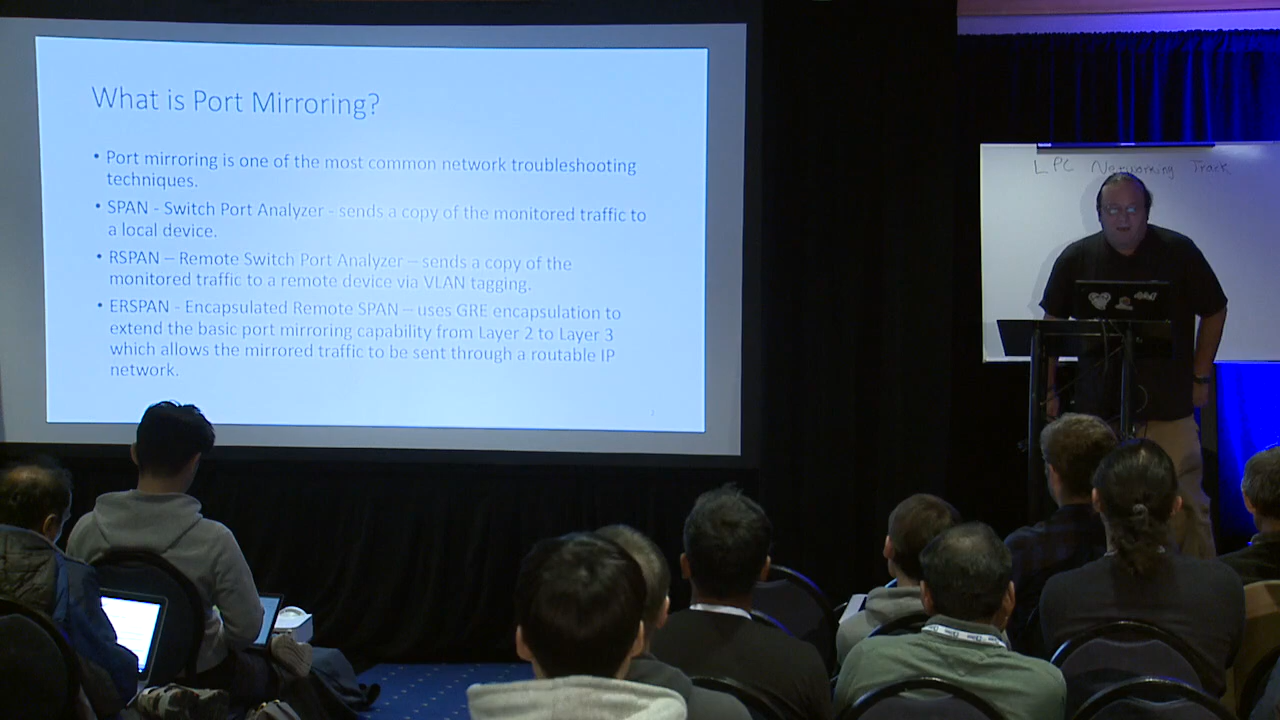 What is Port Mirroring?
• Port mirroring is one of the most common network troubleshooting
techniques.
• SPAN - Switch Port Analyzer - sends a copy of the monitored traffic to
a local device.
• RSPAN – Remote Switch Port Analyzer – sends a copy of the
monitored traffic to a remote device via VLAN tagging.
• ERSPAN - Encapsulated Remote SPAN – uses GRE encapsulation to
extend the basic port mirroring capability from Layer 2 to Layer 3
which allows the mirrored traffic to be sent through a routable IP
network.
LPC Networking Track